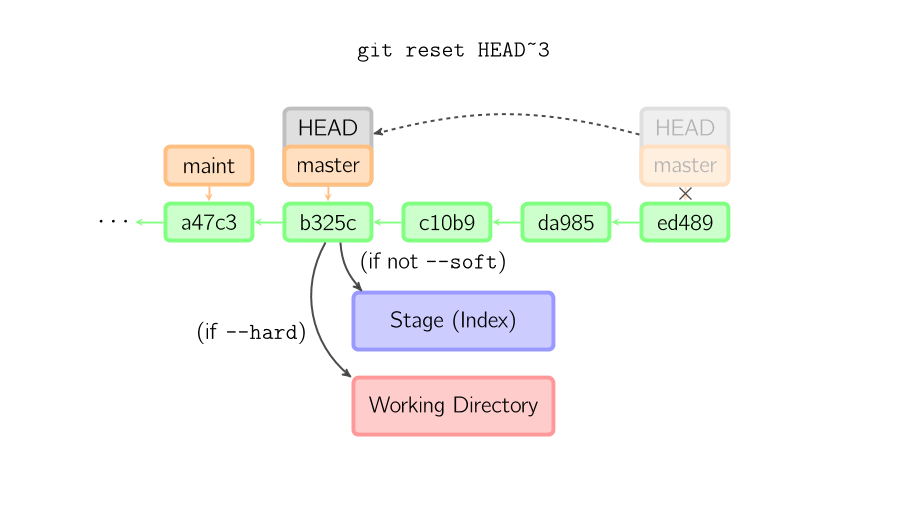 git reset HEAD~3
HEAD
HEAD
maint
master
master
... a47c3 b325c c10b9 da985 ed489
(if not --soft)
Stage (Index)
(if --hard)
Working Directory